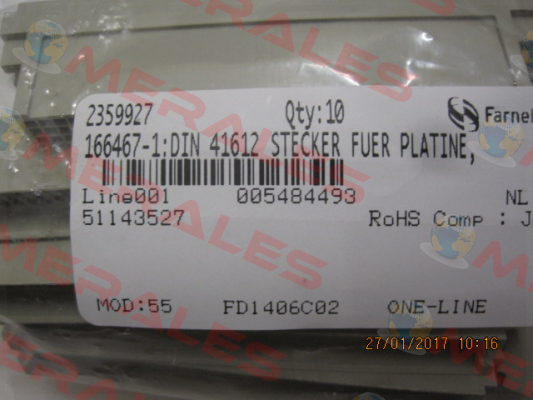 2359927 Qty:10 Farnel
166467-1:DIN 41612 STECKER FUER PLATINE,
Line001 005484493 NL
51143527 RoHS Comp : J
MOD:55 FD1406C02 ONE-LINE
27/01/2017 10:16
MERALES